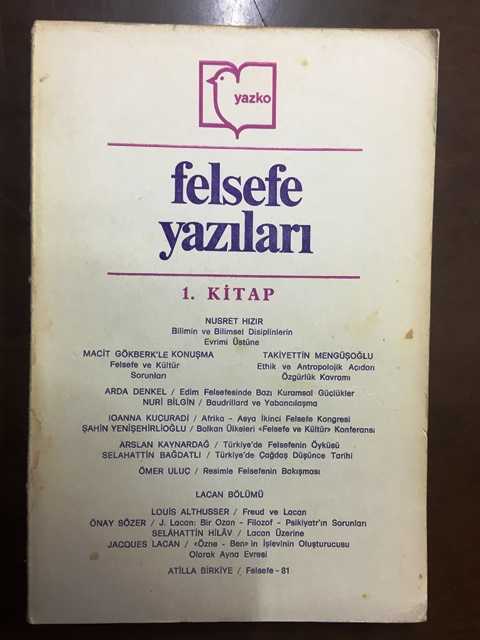 yazko
felsefe
yazıları
1. KİTAP
NUSRET HIZIR
Bilimin ve Bilimsel Disiplinlerin
Evrimi Üstüne
MACİT GÖKBERK'LE KONUŞMA
Felsefe ve Kültür
Sorunları
TAKİYETTİN MENGÜŞOĞLU
Ethik ve Antropolojik Açıdan
Özgürlük Kavramı
ARDA DENKEL / Edim Felsefesinde Bazı Kuramsal Güçlükler
NURİ BİLGİN / Baudrillard ve Yabancılaşma
IOANNA KUÇURADİ / Afrika - Asya İkinci Felsefe Kongresi
ŞAHİN YENİŞEHİRLİOĞLU / Balkan Ülkeleri «Felsefe ve Kültür» Konferansı
ARSLAN KAYNARDAĞ / Türkiye'de Felsefenin Öyküsü
SELAHATTİN BAĞDATLI / Türkiye'de Çağdaş Düşünce Tarihi
ÖMER ULUÇ / Resimle Felsefenin Bakışması
LACAN BÖLÜMÜ
LOUİS ALTHUSSER / Freud ve Lacan
ÖNAY SÖZER / J. Lacan: Bir Ozan - Filozof - Psikiyatr'ın Sorunları
SELÂHATTİN HİLÂV / Lacan Üzerine
JACQUES LACAN / «Özne - Ben» in İşlevinin Oluşturucusu
Olarak Ayna Evresi
ATİLLA BİRKİYE / Felsefe - 81